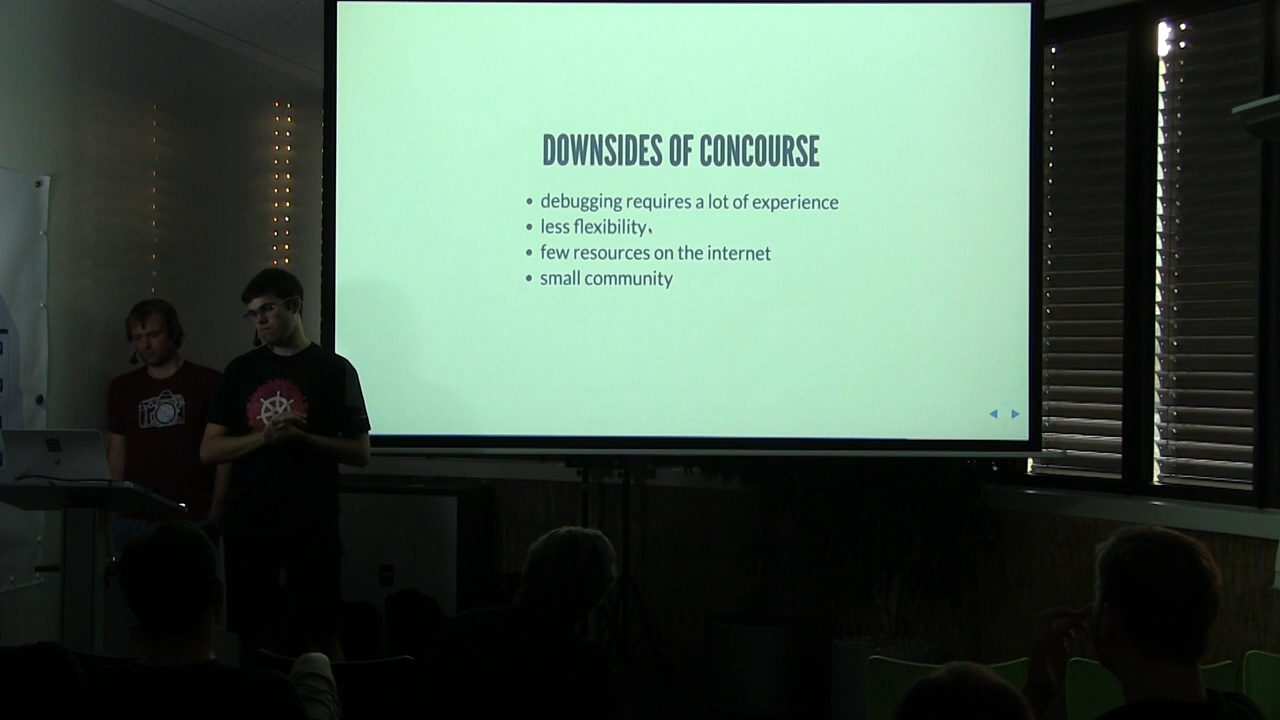 DOWNSIDES OF CONCOURSE
• debugging requires a lot of experience
• less flexibility
• few resources on the internet
• small community